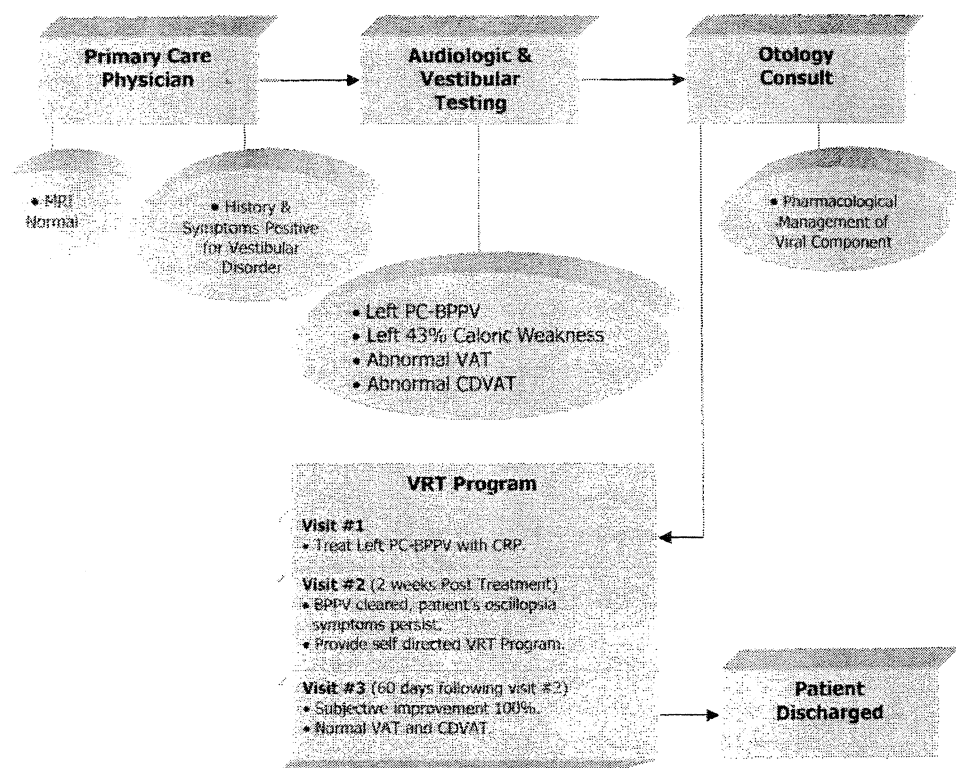 Primary Care
Physician
Audiologic &
Vestibular
Testing
Otology
Consult
• MRI
Normal
• History &
Symptoms Positive
for Vestibular
Disorder
• Pharmacological
Management of
Viral Component
• Left PC-BPPV
• Left 43% Caloric Weakness
• Abnormal VAT
• Abnormal CDVAT
VRT Program
Visit #1
• Treat Left PC-BPPV with CRP.
Visit #2 (2 weeks Post Treatment)
• BPPV cleared, patient's oscillopsia
symptoms persist.
• Provide self directed VRT Program.
Visit #3 (60 days following visit #2)
• Subjective improvement 100%.
• Normal VAT and CDVAT.
Patient
Discharged